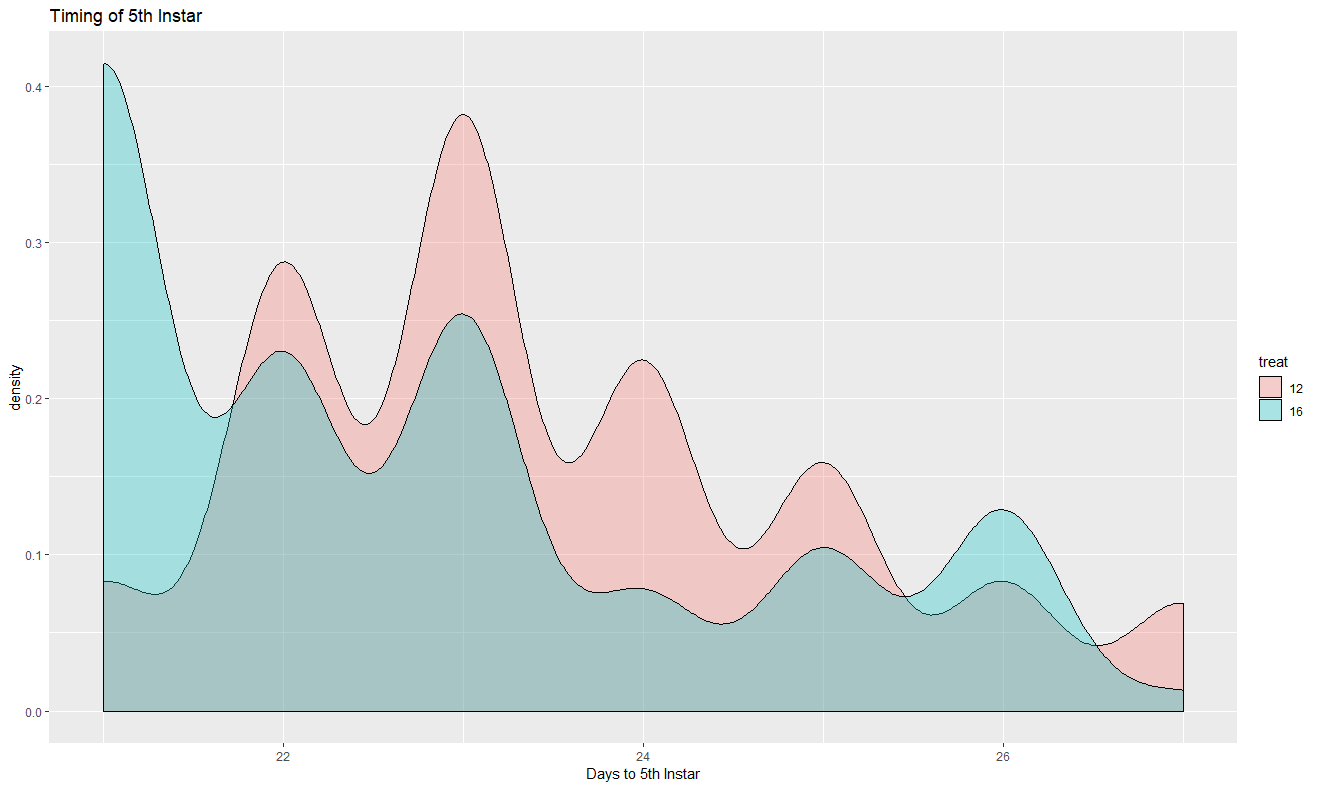 Timing of 5th Instar
0.4
0.3
0.2
0.1
0.0
density
22
24
26
Days to 5th Instar
treat
12
16